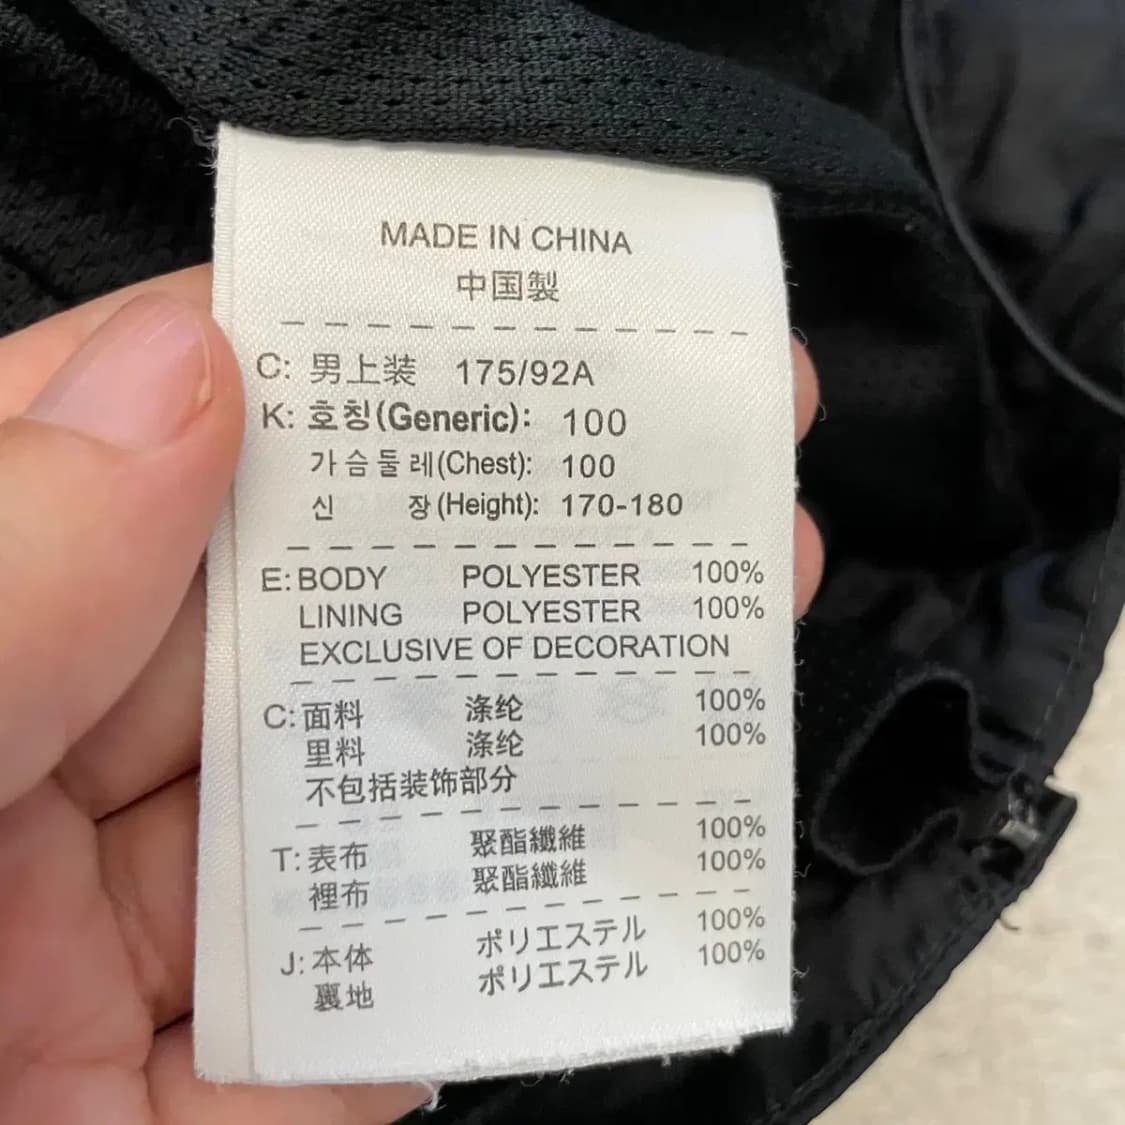 MADE IN CHINA
中国製
C: 男上装 175/92A
K: 호칭(Generic): 100
가슴둘레(Chest): 100
신 장(Height): 170-180
E: BODY POLYESTER 100%
LINING POLYESTER 100%
EXCLUSIVE OF DECORATION
C: 面料 涤纶 100%
里料 涤纶 100%
不包括装饰部分
T: 表布 聚酯纖維 100%
裡布 聚酯纖維 100%
J: 本体 ポリエステル 100%
裏地 ポリエステル 100%